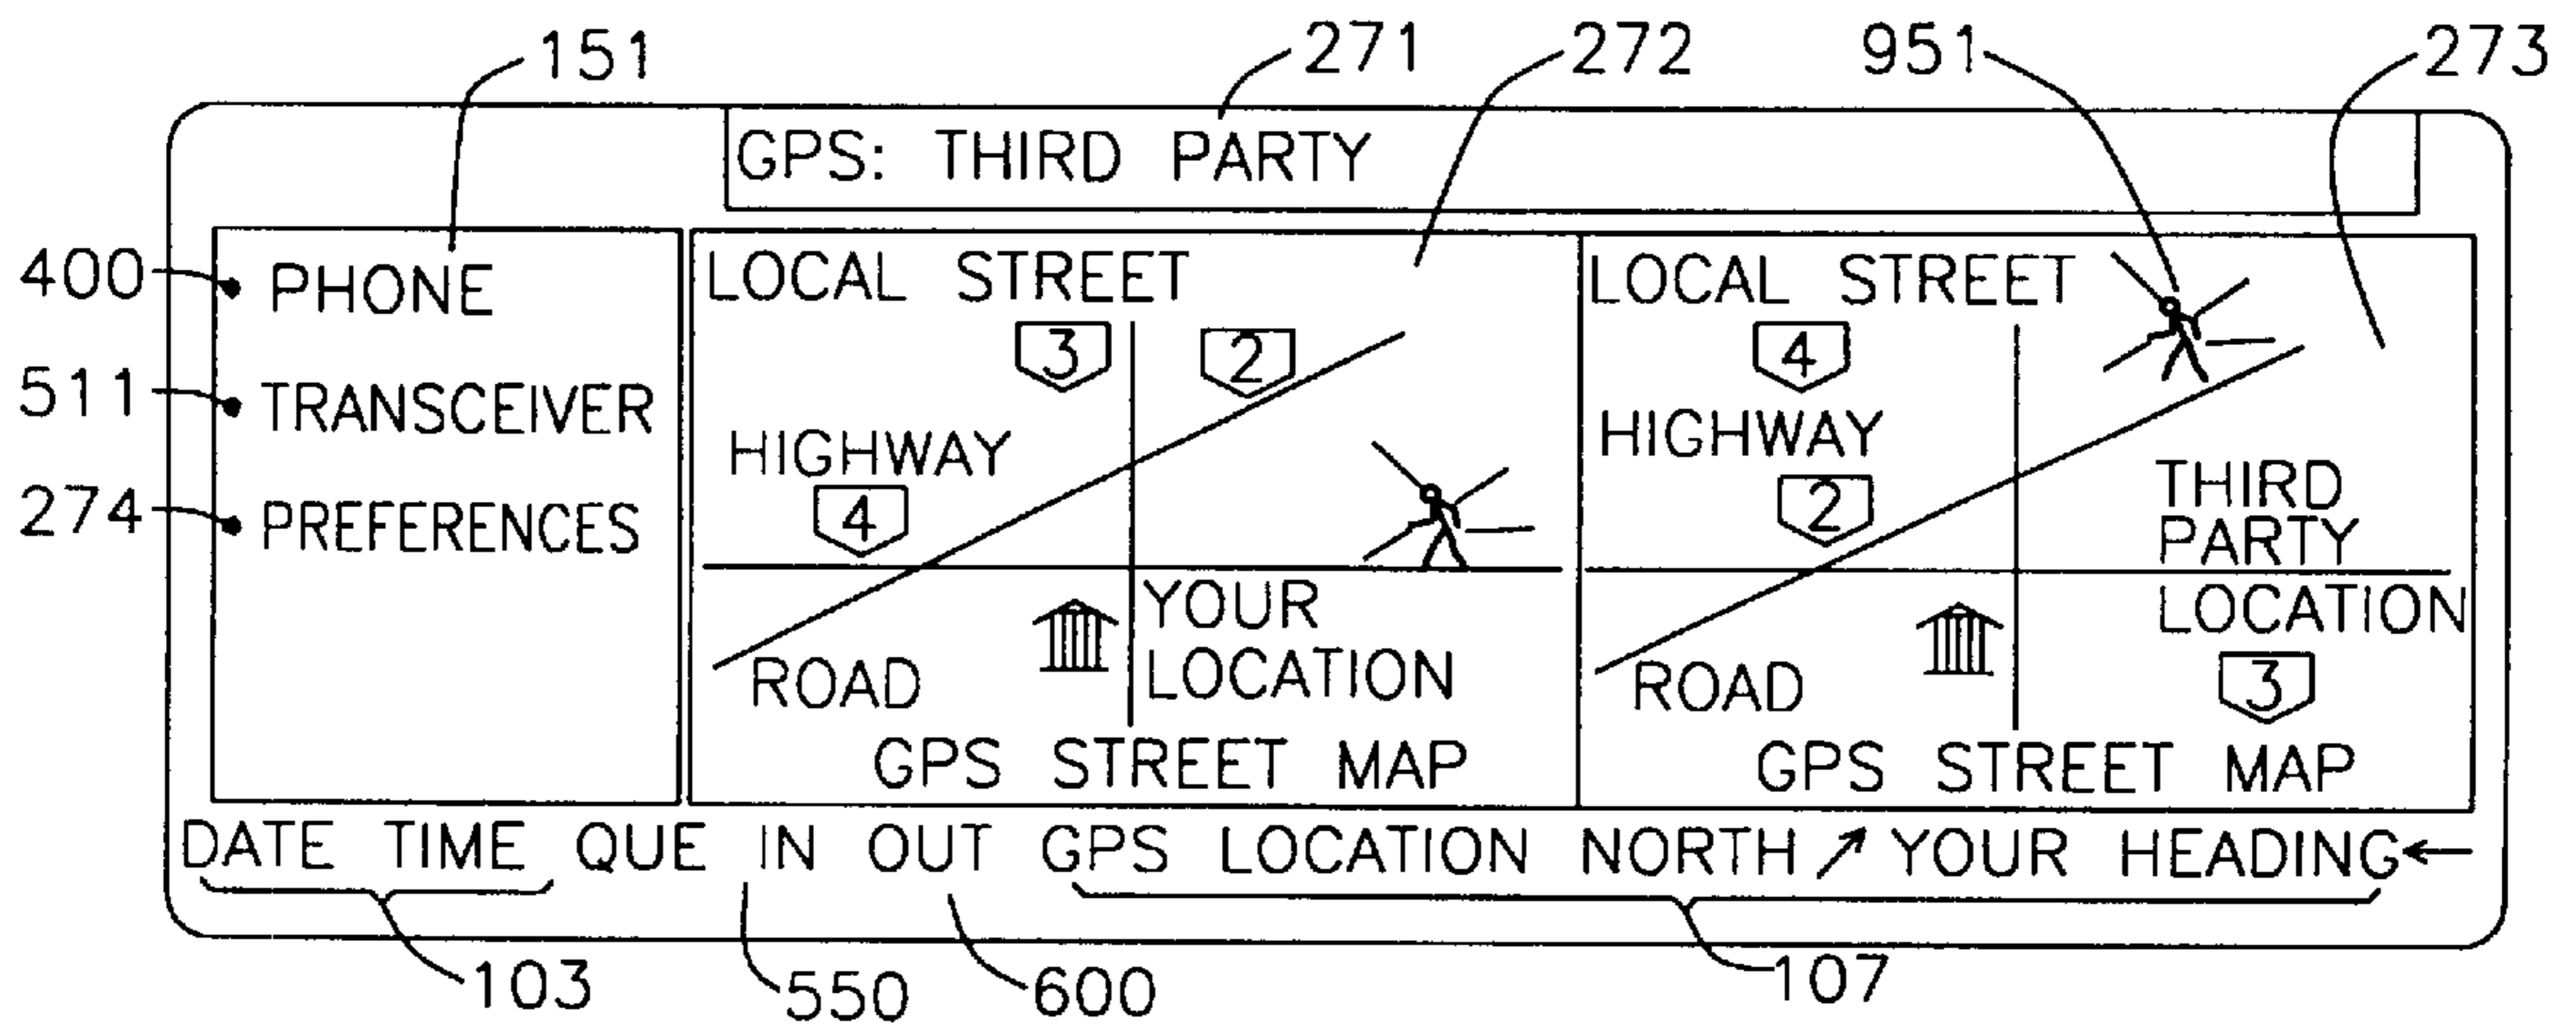 151 271 272 951 273
GPS: THIRD PARTY
400 PHONE
511 TRANSCEIVER
274 PREFERENCES
LOCAL STREET
3 2
HIGHWAY
4
YOUR
LOCATION
ROAD
GPS STREET MAP
LOCAL STREET
4
HIGHWAY
2
THIRD
PARTY
LOCATION
ROAD
3
GPS STREET MAP
DATE TIME QUE IN OUT GPS LOCATION NORTH ↗ YOUR HEADING ←
103 550 600 107